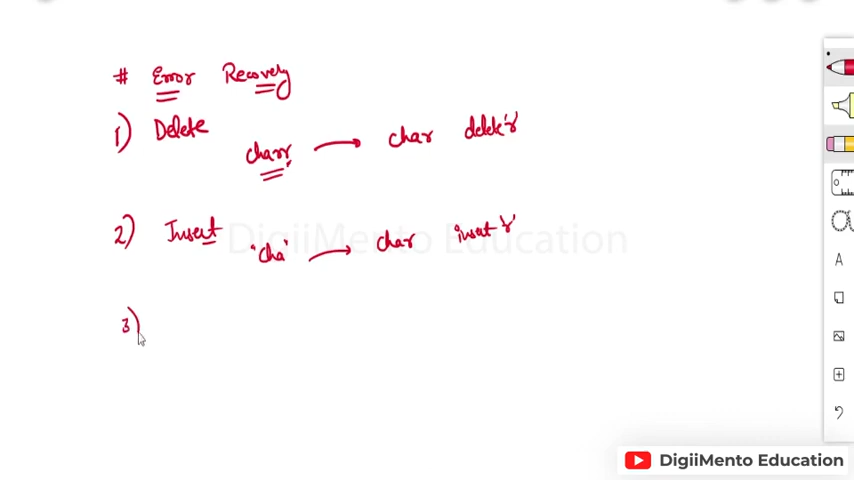 # Error Recovery
1) Delete
charr → char delete 'r'
2) Insert
'cha' → char insert 'r'
3)
DigiiMento Education
DigiiMento Education